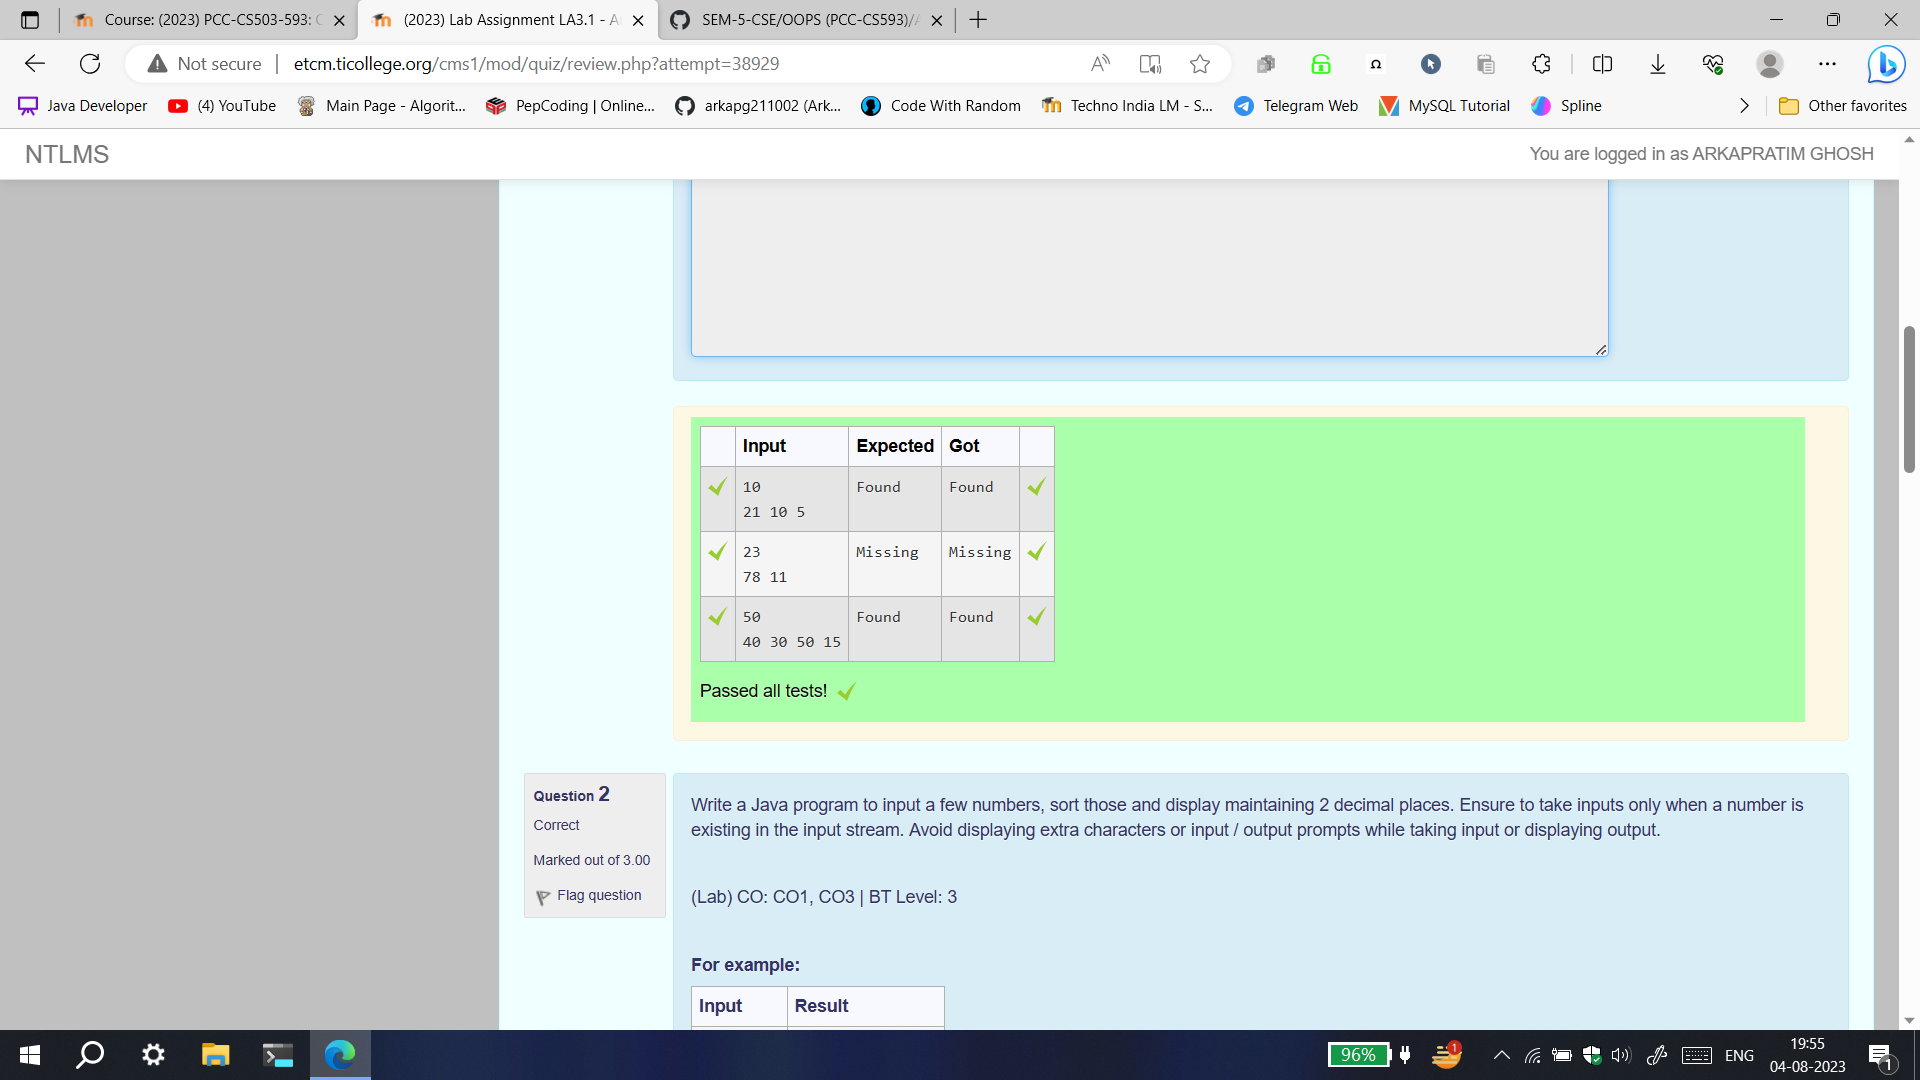 Course: (2023) PCC-CS503-593:
(2023) Lab Assignment LA3.1 -
SEM-5-CSE/OOPS (PCC-CS593)/
Not secure
etcm.ticollege.org/cms1/mod/quiz/review.php?attempt=38929
Java Developer
(4) YouTube
Main Page - Algorit...
PepCoding | Online...
arkapg211002 (Ark...
Code With Random
Techno India LM - S...
Telegram Web
MySQL Tutorial
Spline
Other favorites
NTLMS
You are logged in as ARKAPRATIM GHOSH
Input Expected Got
10 Found Found
21 10 5
23 Missing Missing
78 11
50 Found Found
40 30 50 15
Passed all tests!
Question 2
Correct
Marked out of 3.00
Flag question
Write a Java program to input a few numbers, sort those and display maintaining 2 decimal places. Ensure to take inputs only when a number is
existing in the input stream. Avoid displaying extra characters or input / output prompts while taking input or displaying output.
(Lab) CO: CO1, CO3 | BT Level: 3
For example:
Input Result
96%
1
ENG
19:55
04-08-2023
1